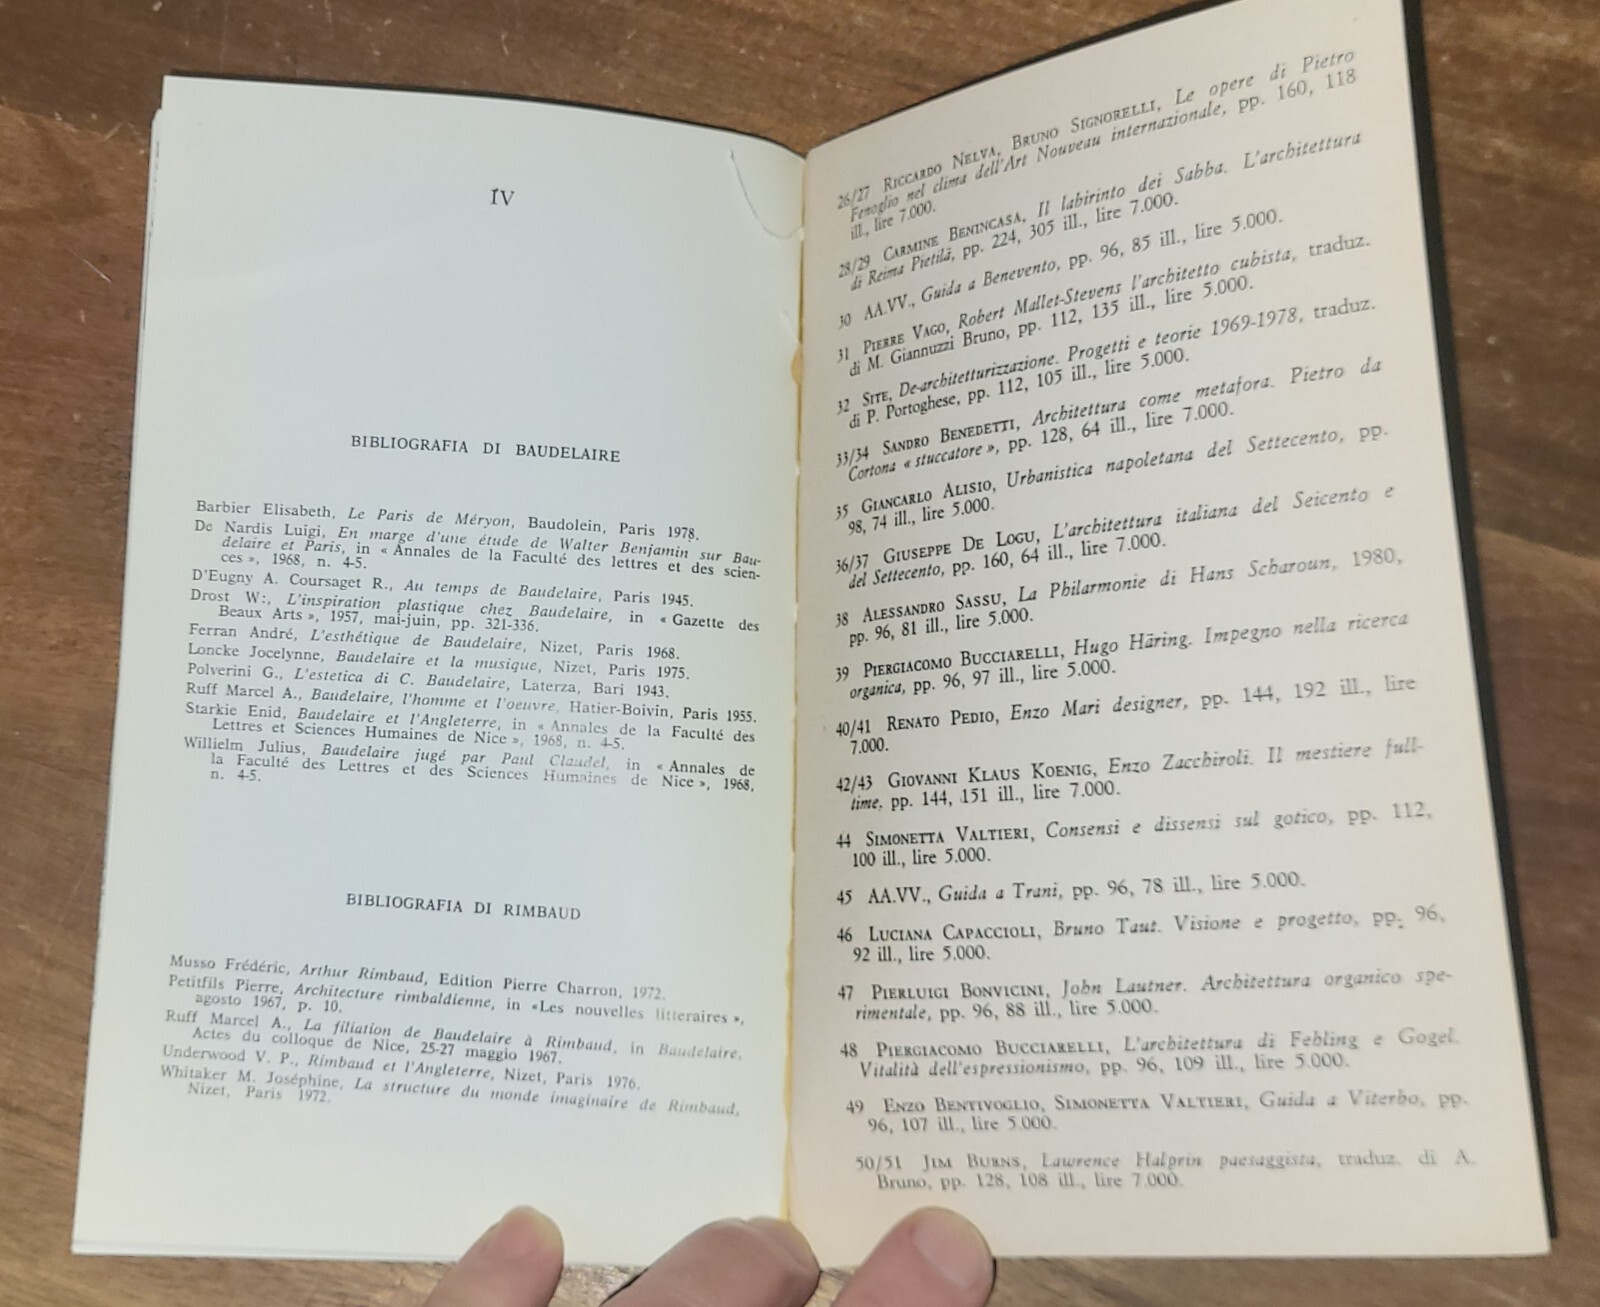 IV
BIBLIOGRAFIA DI BAUDELAIRE
Barbier Elisabeth, Le Paris de Méryon, Baudolein, Paris 1978.
De Nardis Luigi, En marge d'une étude de Walter Benjamin sur Bau-
delaire et Paris, in « Annales de la Faculté des lettres et des scien-
ces », 1968, n. 4-5.
D'Eugny A. Coursaget R., Au temps de Baudelaire, Paris 1945.
Drost W:, L'inspiration plastique chez Baudelaire, in « Gazette des
Beaux Arts », 1957, mai-juin, pp. 321-336.
Ferran André, L'esthétique de Baudelaire, Nizet, Paris 1968.
Loncke Jocelynne, Baudelaire et la musique, Nizet, Paris 1975.
Polverini G., L'estetica di C. Baudelaire, Laterza, Bari 1943.
Ruff Marcel A., Baudelaire, l'homme et l'oeuvre, Hatier-Boivin, Paris 1955.
Starkie Enid, Baudelaire et l'Angleterre, in « Annales de la Faculté des
Lettres et Sciences Humaines de Nice », 1968, n. 4-5.
Willielm Julius, Baudelaire jugé par Paul Claudel, in « Annales de
la Faculté des Lettres et des Sciences Humaines de Nice », 1968,
n. 4-5.
BIBLIOGRAFIA DI RIMBAUD
Musso Frédéric, Arthur Rimbaud, Edition Pierre Charron, 1972.
Petitfils Pierre, Architecture rimbaldienne, in «Les nouvelles litteraires »,
agosto 1967, p. 10.
Ruff Marcel A., La filiation de Baudelaire à Rimbaud, in Baudelaire,
Actes du colloque de Nice, 25-27 maggio 1967.
Underwood V. P., Rimbaud et l'Angleterre, Nizet, Paris 1976.
Whitaker M. Joséphine, La structure du monde imaginaire de Rimbaud,
Nizet, Paris 1972.
26/27 RICCARDO NELVA, BRUNO SIGNORELLI, Le opere di Pietro
Fenoglio nel clima dell'Art Nouveau internazionale, pp. 160, 118
ill., lire 7.000.
28/29 CARMINE BENINCASA, Il labirinto dei Sabba. L'architettura
di Reima Pietilä, pp. 224, 305 ill., lire 7.000.
30 AA.VV., Guida a Benevento, pp. 96, 85 ill., lire 5.000.
31 PIERRE VAGO, Robert Mallet-Stevens l'architetto cubista, traduz.
di M. Giannuzzi Bruno, pp. 112, 135 ill., lire 5.000.
32 SITE, De-architetturizzazione. Progetti e teorie 1969-1978, traduz.
di P. Portoghese, pp. 112, 105 ill., lire 5.000.
33/34 SANDRO BENEDETTI, Architettura come metafora. Pietro da
Cortona « stuccatore », pp. 128, 64 ill., lire 7.000.
35 GIANCARLO ALISIO, Urbanistica napoletana del Settecento, pp.
98, 74 ill., lire 5.000.
36/37 GIUSEPPE DE LOGU, L'architettura italiana del Seicento e
del Settecento, pp. 160, 64 ill., lire 7.000.
38 ALESSANDRO SASSU, La Philarmonie di Hans Scharoun, 1980,
pp. 96, 81 ill., lire 5.000.
39 PIERGIACOMO BUCCIARELLI, Hugo Häring. Impegno nella ricerca
organica, pp. 96, 97 ill., lire 5.000.
40/41 RENATO PEDIO, Enzo Mari designer, pp. 144, 192 ill., lire
7.000.
42/43 GIOVANNI KLAUS KOENIG, Enzo Zacchiroli. Il mestiere full-
time, pp. 144, 151 ill., lire 7.000.
44 SIMONETTA VALTIERI, Consensi e dissensi sul gotico, pp. 112,
100 ill., lire 5.000.
45 AA.VV., Guida a Trani, pp. 96, 78 ill., lire 5.000.
46 LUCIANA CAPACCIOLI, Bruno Taut. Visione e progetto, pp. 96,
92 ill., lire 5.000.
47 PIERLUIGI BONVICINI, John Lautner. Architettura organico spe-
rimentale, pp. 96, 88 ill., lire 5.000.
48 PIERGIACOMO BUCCIARELLI, L'architettura di Fehling e Gogel.
Vitalità dell'espressionismo, pp. 96, 109 ill., lire 5.000.
49 ENZO BENTIVOGLIO, SIMONETTA VALTIERI, Guida a Viterbo, pp.
96, 107 ill., lire 5.000.
50/51 JIM BURNS, Lawrence Halprin paesaggista, traduz. di A.
Bruno, pp. 128, 108 ill., lire 7.000.